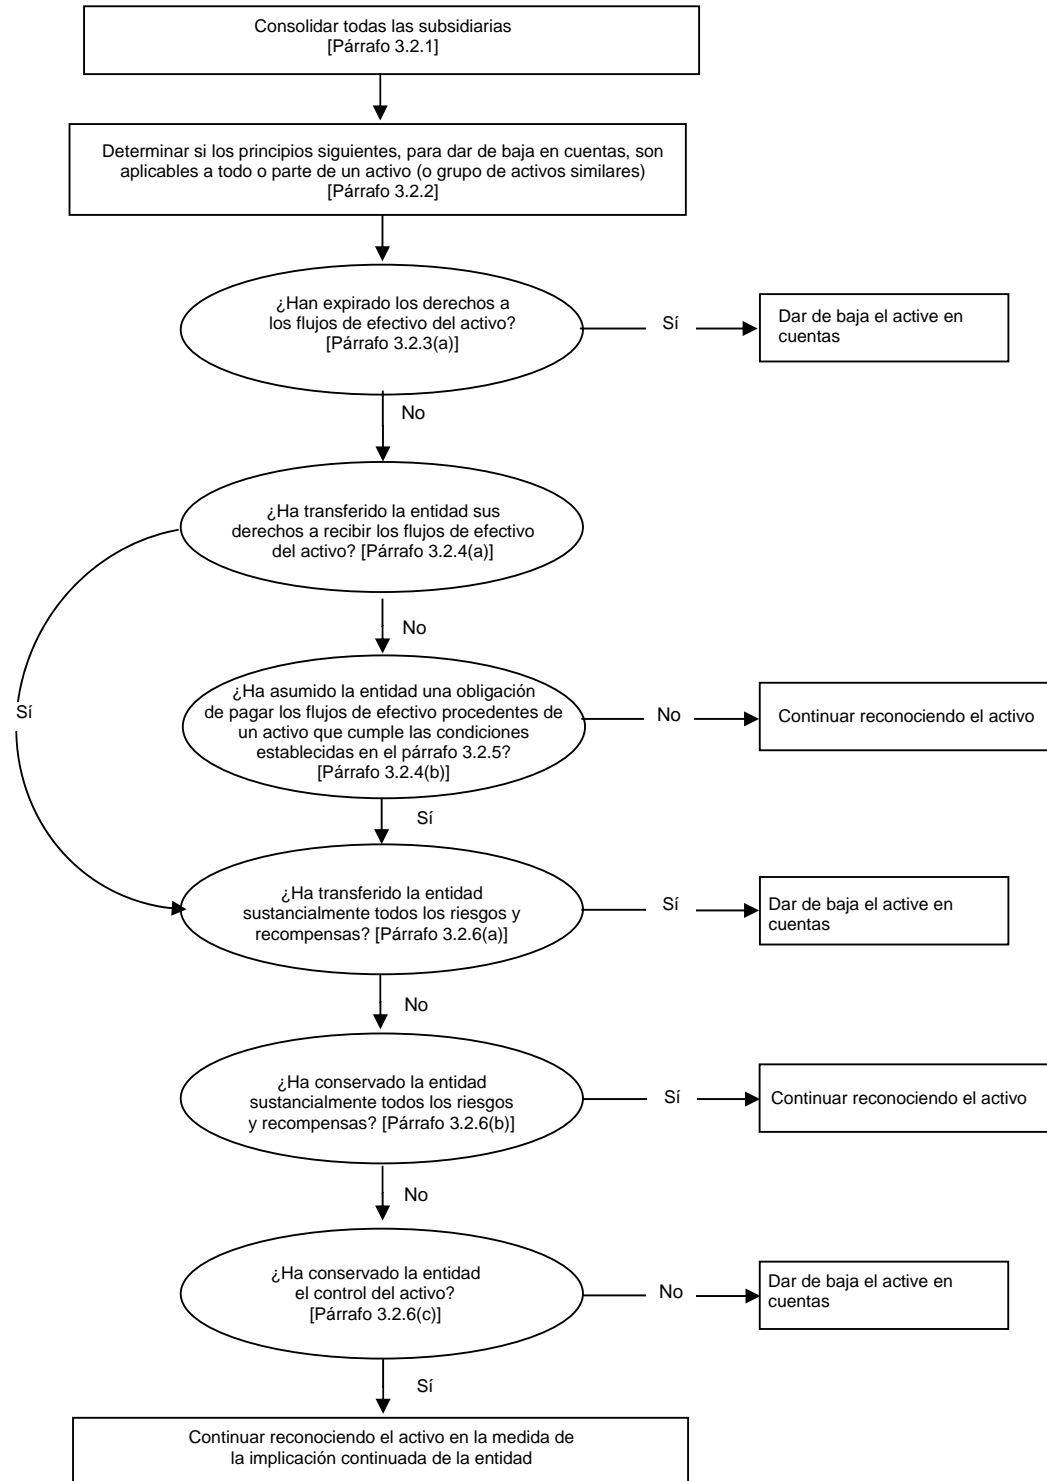 Consolidar todas las subsidiarias
[Párrafo 3.2.1]
Determinar si los principios siguientes, para dar de baja en cuentas, son
aplicables a todo o parte de un activo (o grupo de activos similares)
[Párrafo 3.2.2]
¿Han expirado los derechos a
los flujos de efectivo del activo?
[Párrafo 3.2.3(a)]
Sí
Dar de baja el active en
cuentas
No
¿Ha transferido la entidad sus
derechos a recibir los flujos de efectivo
del activo? [Párrafo 3.2.4(a)]
No
Sí
¿Ha asumido la entidad una obligación
de pagar los flujos de efectivo procedentes de
un activo que cumple las condiciones
establecidas en el párrafo 3.2.5?
[Párrafo 3.2.4(b)]
No
Continuar reconociendo el activo
Sí
¿Ha transferido la entidad
sustancialmente todos los riesgos y
recompensas? [Párrafo 3.2.6(a)]
Sí
Dar de baja el active en
cuentas
No
¿Ha conservado la entidad
sustancialmente todos los riesgos
y recompensas? [Párrafo 3.2.6(b)]
Sí
Continuar reconociendo el activo
No
¿Ha conservado la entidad
el control del activo?
[Párrafo 3.2.6(c)]
No
Dar de baja el active en
cuentas
Sí
Continuar reconociendo el activo en la medida de
la implicación continuada de la entidad